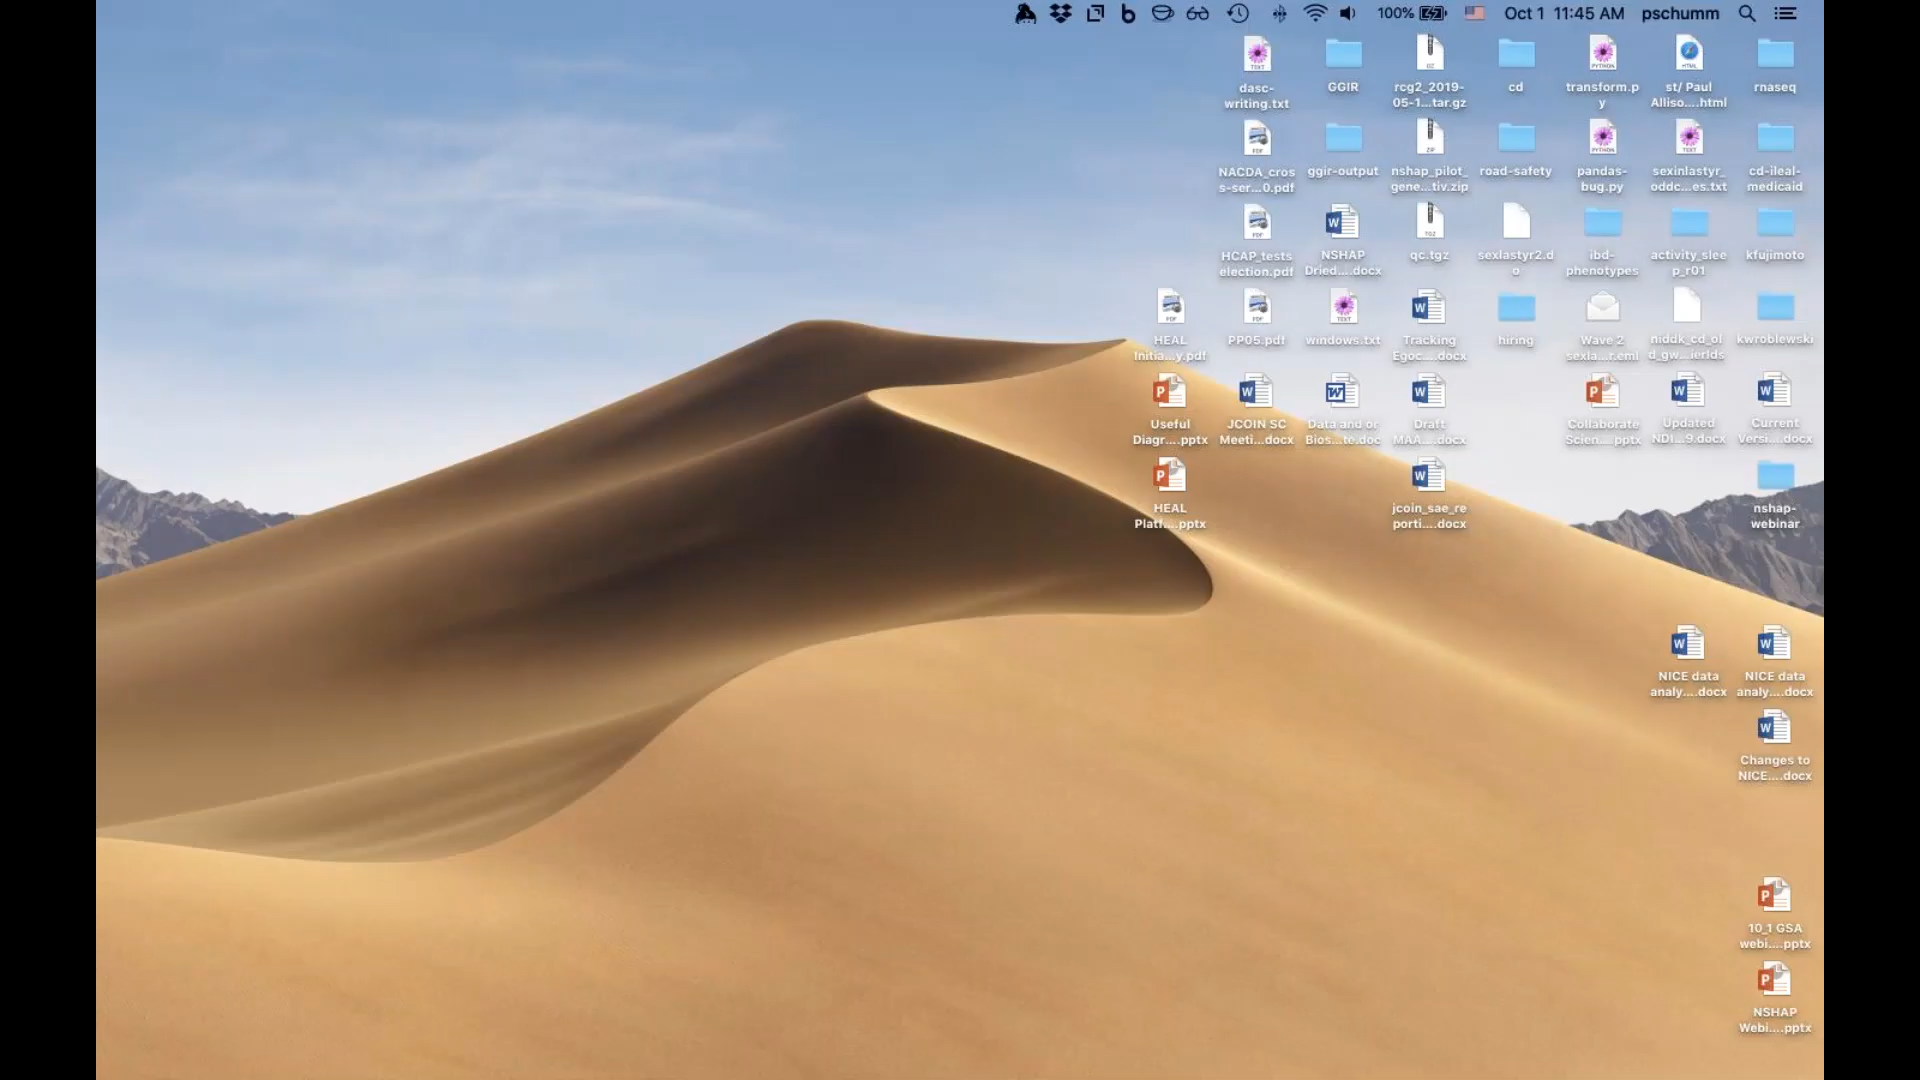 100% Oct 1 11:45 AM pschumm
dasc-
writing.txt
GGIR
rcg2_2019-
05-1...tar.gz
cd
transform.p
y
st/ Paul
Alliso....html
rnaseq
NACDA_cros
s-ser...0.pdf
ggir-output
nshap_pilot_
gene...tiv.zip
road-safety
pandas-
bug.py
sexinlastyr_
oddc...es.txt
cd-ileal-
medicaid
HCAP_tests
election.pdf
NSHAP
Dried....docx
qc.tgz
sexlastyr2.d
o
ibd-
phenotypes
activity_slee
p_r01
kfujimoto
HEAL
Initia...y.pdf
PP05.pdf
windows.txt
Tracking
Egoc....docx
hiring
Wave 2
sexla...r.eml
niddk_cd_ol
d_gw...ierIds
kwroblewski
Useful
Diagr....pptx
JCOIN SC
Meeti...docx
Data and or
Bios...te.doc
Draft
MAA....docx
Collaborate
Scien....pptx
Updated
NDI...9.docx
Current
Versi....docx
HEAL
Platf....pptx
jcoin_sae_re
porti....docx
nshap-
webinar
NICE data
analy....docx
NICE data
analy....docx
Changes to
NICE....docx
10_1 GSA
webi....pptx
NSHAP
Webi....pptx